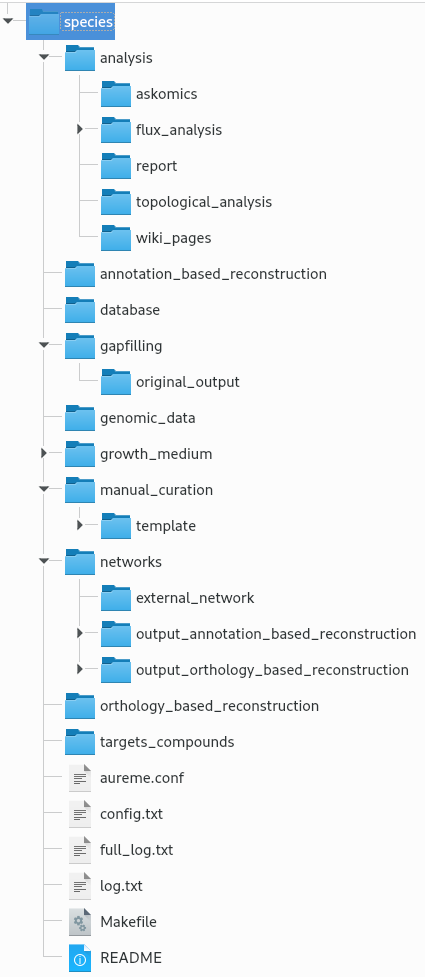 species
analysis
askomics
flux_analysis
report
topological_analysis
wiki_pages
annotation_based_reconstruction
database
gapfilling
original_output
genomic_data
growth_medium
manual_curation
template
networks
external_network
output_annotation_based_reconstruction
output_orthology_based_reconstruction
orthology_based_reconstruction
targets_compounds
aureme.conf
config.txt
full_log.txt
log.txt
Makefile
README